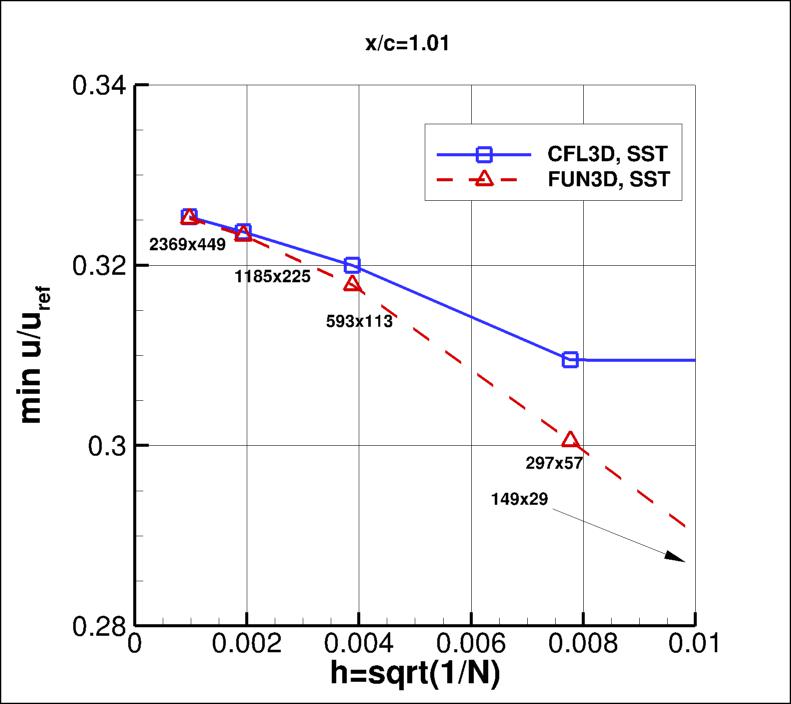 x/c=1.01
0.34
CFL3D, SST
FUN3D, SST
2369x449
0.32
1185x225
593x113
min u/u_ref
0.3
297x57
149x29
0.28
0
0.002
0.004
0.006
0.008
0.01
h=sqrt(1/N)